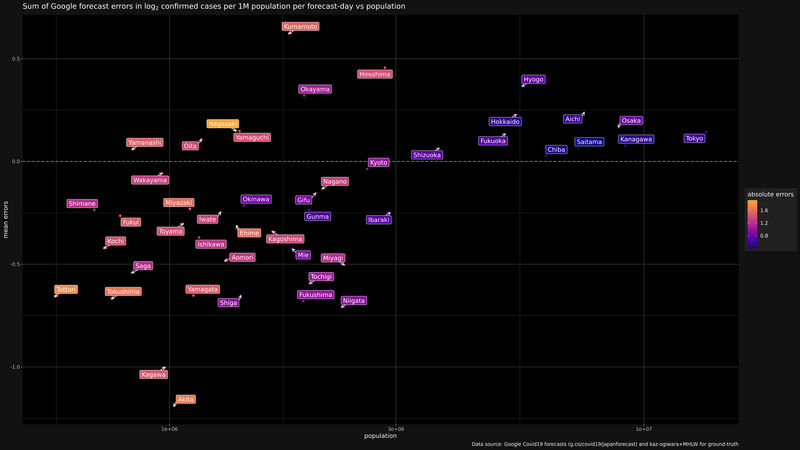 Sum of Google forecast errors in log2 confirmed cases per 1M population per forecast-day vs population
Kumamoto
0.5
Hiroshima
Hyogo
Okayama
Nagasaki
Hokkaido
Aichi
Osaka
Yamaguchi
Yamanashi
Oita
Fukuoka
Saitama
Kanagawa
Tokyo
Chiba
Shizuoka
0.0
Kyoto
Wakayama
Nagano
Shimane
Miyazaki
Okinawa
Gifu
absolute errors
1.6
1.2
0.8
Fukui
Iwate
Gunma
Ibaraki
mean errors
Toyama
Ehime
Kochi
Ishikawa
Kagoshima
Aomori
Mie
Miyagi
-0.5
Saga
Tochigi
Tottori
Tokushima
Yamagata
Fukushima
Shiga
Niigata
-1.0
Kagawa
Akita
1e+06
3e+06
1e+07
population
Data source: Google Covid19 forecasts (g.co/covid19/japanforecast) and kaz-ogiwara+MHLW for ground-truth